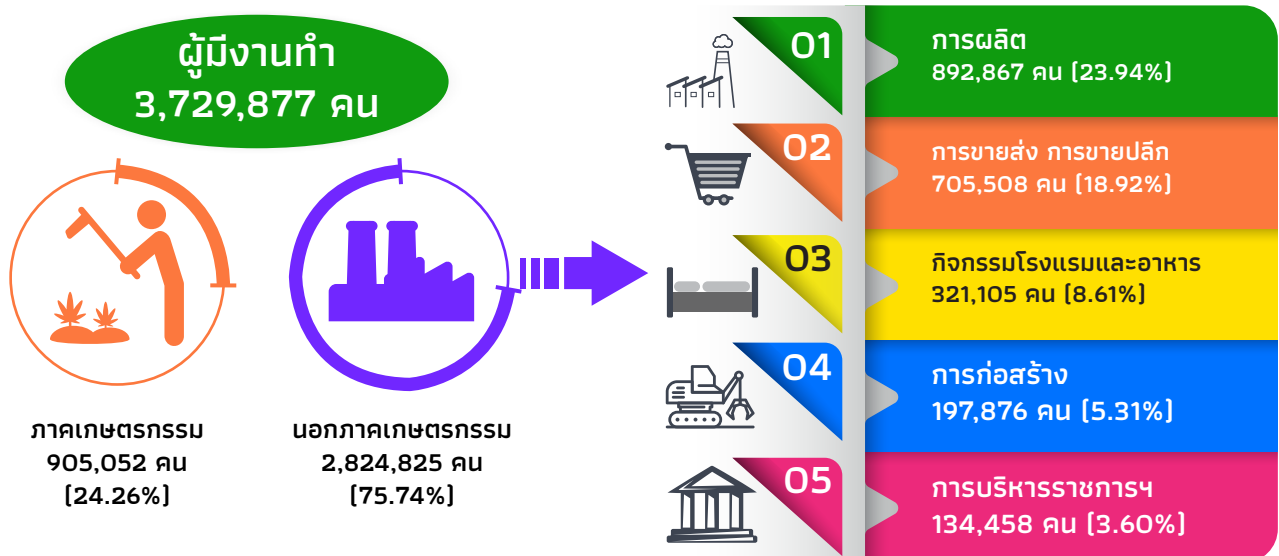 ผู้มีงานทำ
3,729,877 คน
ภาคเกษตรกรรม
905,052 คน
(24.26%)
นอกภาคเกษตรกรรม
2,824,825 คน
(75.74%)
01
การผลิต
892,867 คน (23.94%)
02
การขายส่ง การขายปลีก
705,508 คน (18.92%)
03
กิจกรรมโรงแรมและอาหาร
321,105 คน (8.61%)
04
การก่อสร้าง
197,876 คน (5.31%)
05
การบริหารราชการฯ
134,458 คน (3.60%)